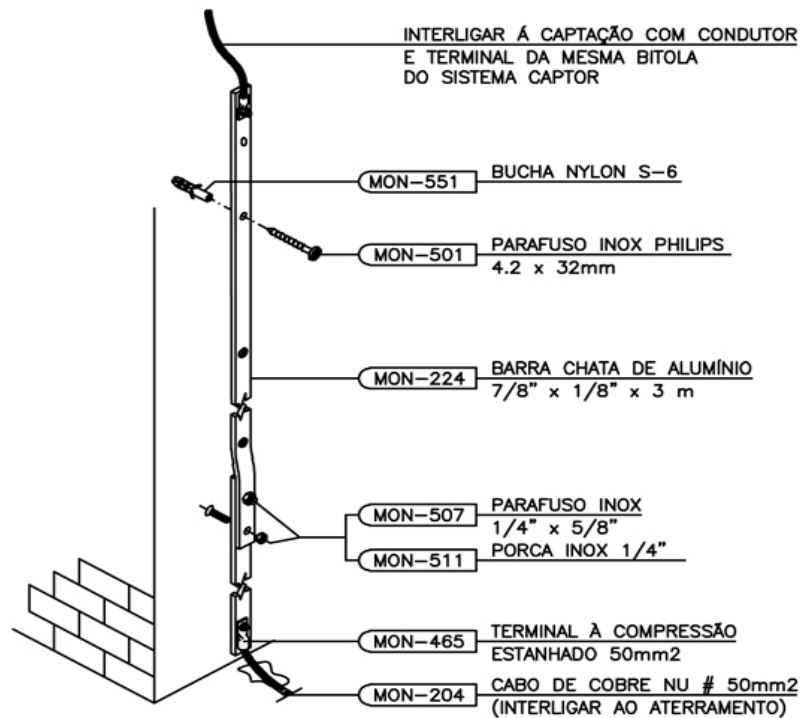 INTERLIGAR Á CAPTAÇÃO COM CONDUTOR
E TERMINAL DA MESMA BITOLA
DO SISTEMA CAPTOR
MON-551 BUCHA NYLON S-6
MON-501 PARAFUSO INOX PHILIPS
4.2 x 32mm
MON-224 BARRA CHATA DE ALUMÍNIO
7/8" x 1/8" x 3 m
MON-507 PARAFUSO INOX
1/4" x 5/8"
MON-511 PORCA INOX 1/4"
MON-465 TERMINAL À COMPRESSÃO
ESTANHADO 50mm2
MON-204 CABO DE COBRE NU # 50mm2
(INTERLIGAR AO ATERRAMENTO)